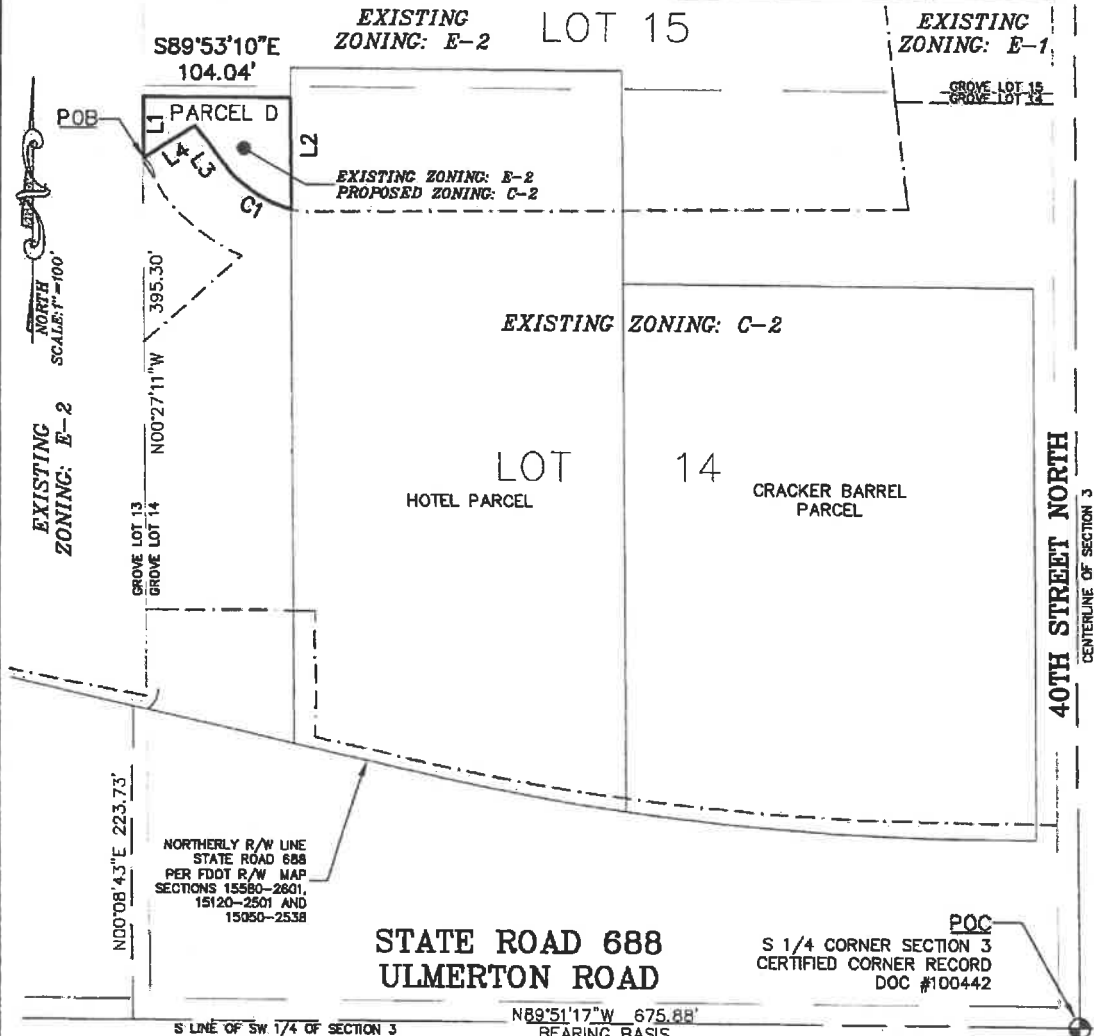 EXISTING
ZONING: E-2
LOT 15
EXISTING
ZONING: E-1
S89°53'10"E
104.04'
GROVE LOT 15
GROVE LOT 14
POB
L1
PARCEL D
L2
L4
L3
C1
EXISTING ZONING: E-2
PROPOSED ZONING: C-2
NORTH
SCALE: 1"=100'
N00°27'11"W 395.30'
EXISTING ZONING: C-2
EXISTING
ZONING: E-2
LOT 14
HOTEL PARCEL
CRACKER BARREL
PARCEL
GROVE LOT 13
GROVE LOT 14
40TH STREET NORTH
CENTERLINE OF SECTION 3
N00°08'43"E 223.73'
NORTHERLY R/W LINE
STATE ROAD 688
PER FDOT R/W MAP
SECTIONS 15580-2601,
15120-2501 AND
15050-2538
STATE ROAD 688
ULMERTON ROAD
POC
S 1/4 CORNER SECTION 3
CERTIFIED CORNER RECORD
DOC #100442
N89°51'17"W 675.88'
S LINE OF SW 1/4 OF SECTION 3
BEARING BASIS